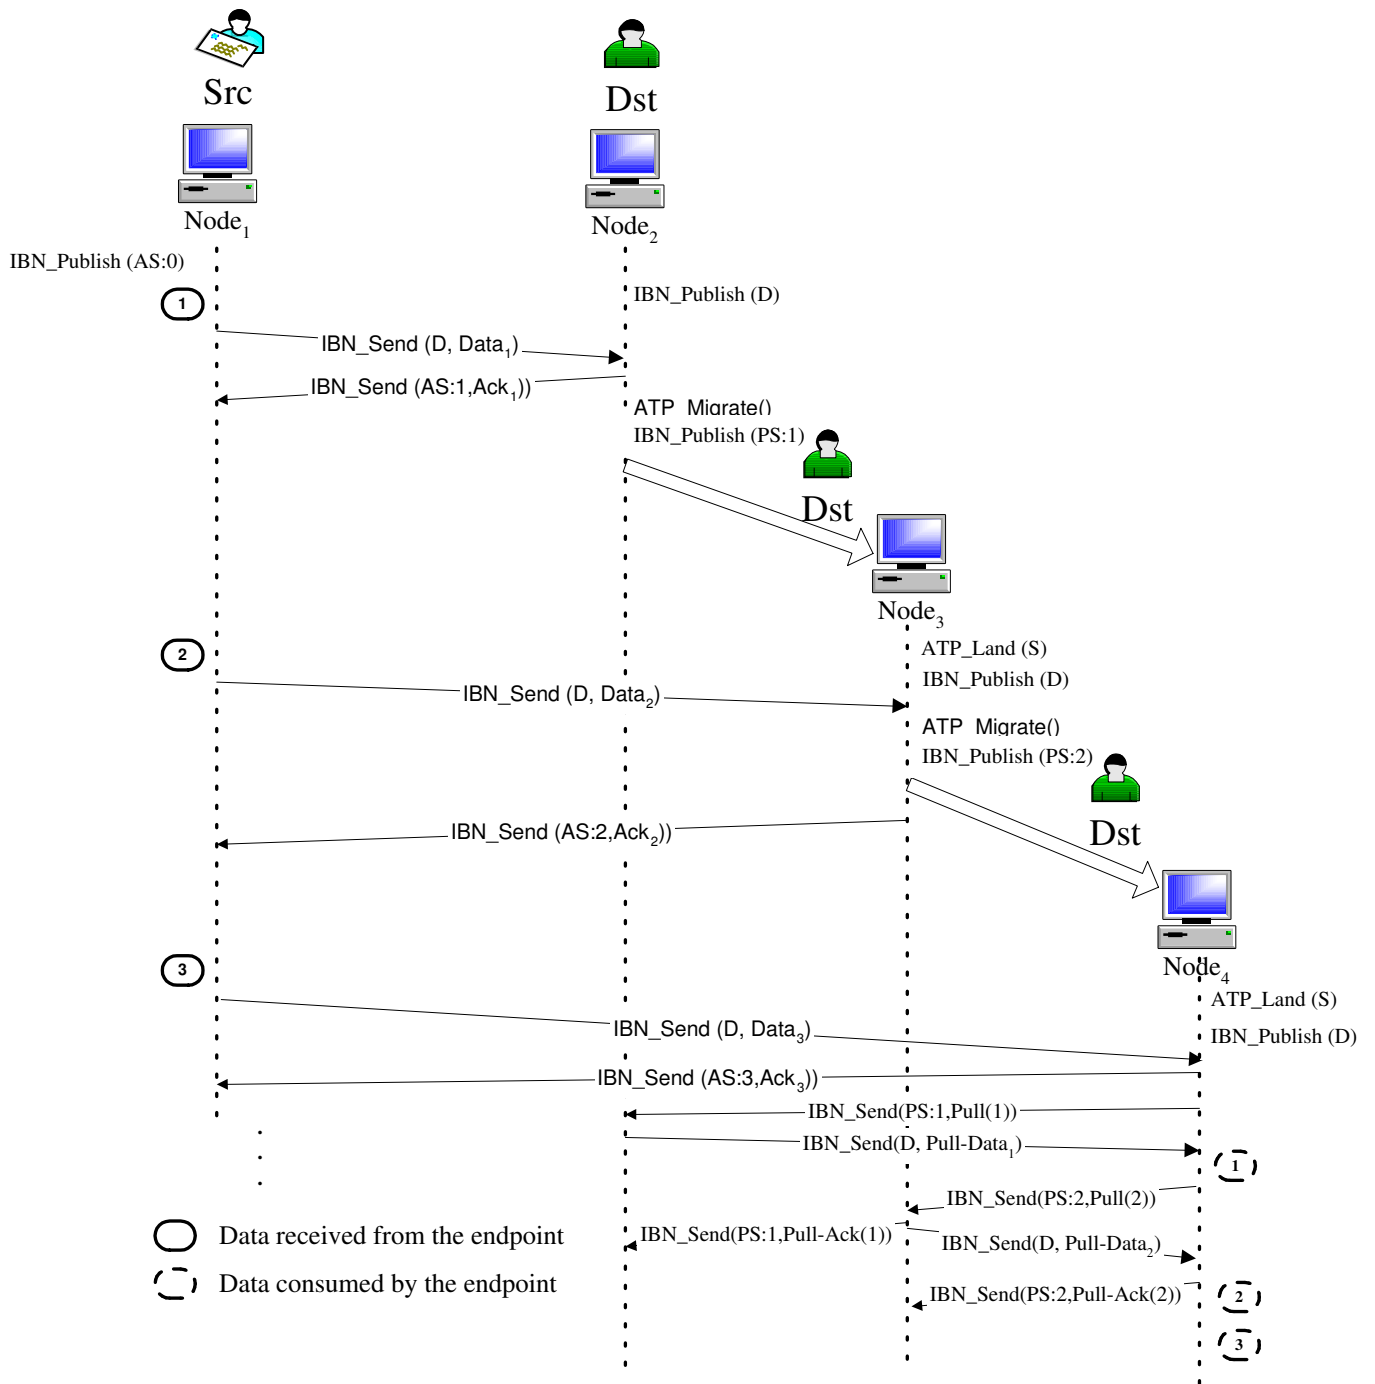 Src
Dst
Node1
Node2
IBN_Publish (AS:0)
1
IBN_Publish (D)
IBN_Send (D, Data1)
IBN_Send (AS:1,Ack1))
ATP_Migrate()
IBN_Publish (PS:1)
Dst
Node3
2
ATP_Land (S)
IBN_Publish (D)
IBN_Send (D, Data2)
ATP_Migrate()
IBN_Publish (PS:2)
Dst
IBN_Send (AS:2,Ack2))
Node4
3
ATP_Land (S)
IBN_Send (D, Data3)
IBN_Publish (D)
IBN_Send (AS:3,Ack3))
IBN_Send(PS:1,Pull(1))
IBN_Send(D, Pull-Data1)
1
IBN_Send(PS:2,Pull(2))
IBN_Send(PS:1,Pull-Ack(1))
IBN_Send(D, Pull-Data2)
Data received from the endpoint
Data consumed by the endpoint
IBN_Send(PS:2,Pull-Ack(2))
2
3